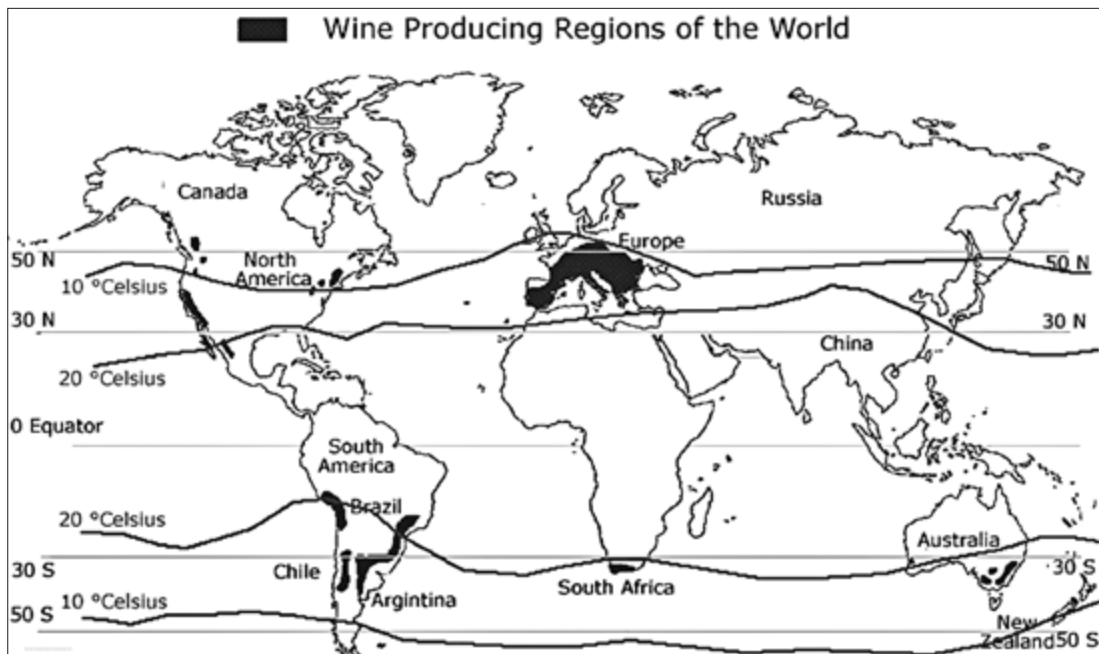 Wine Producing Regions of the World
Canada
Russia
Europe
50 N
North
America
50 N
10 °Celsius
30 N
30 N
China
20 °Celsius
0 Equator
South
America
Brazil
20 °Celsius
Australia
30 S
Chile
30 S
South Africa
10 °Celsius
Argintina
50 S
New
Zealand
50 S